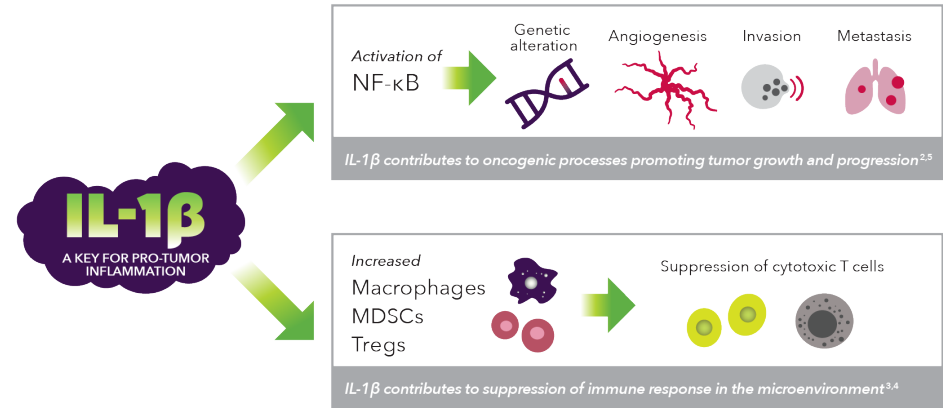 IL-1β
A KEY FOR PRO-TUMOR
INFLAMMATION
Activation of
NF-κB
Genetic
alteration
Angiogenesis
Invasion
Metastasis
IL-1β contributes to oncogenic processes promoting tumor growth and progression2,5
Increased
Macrophages
MDSCs
Tregs
Suppression of cytotoxic T cells
IL-1β contributes to suppression of immune response in the microenvironment3,4